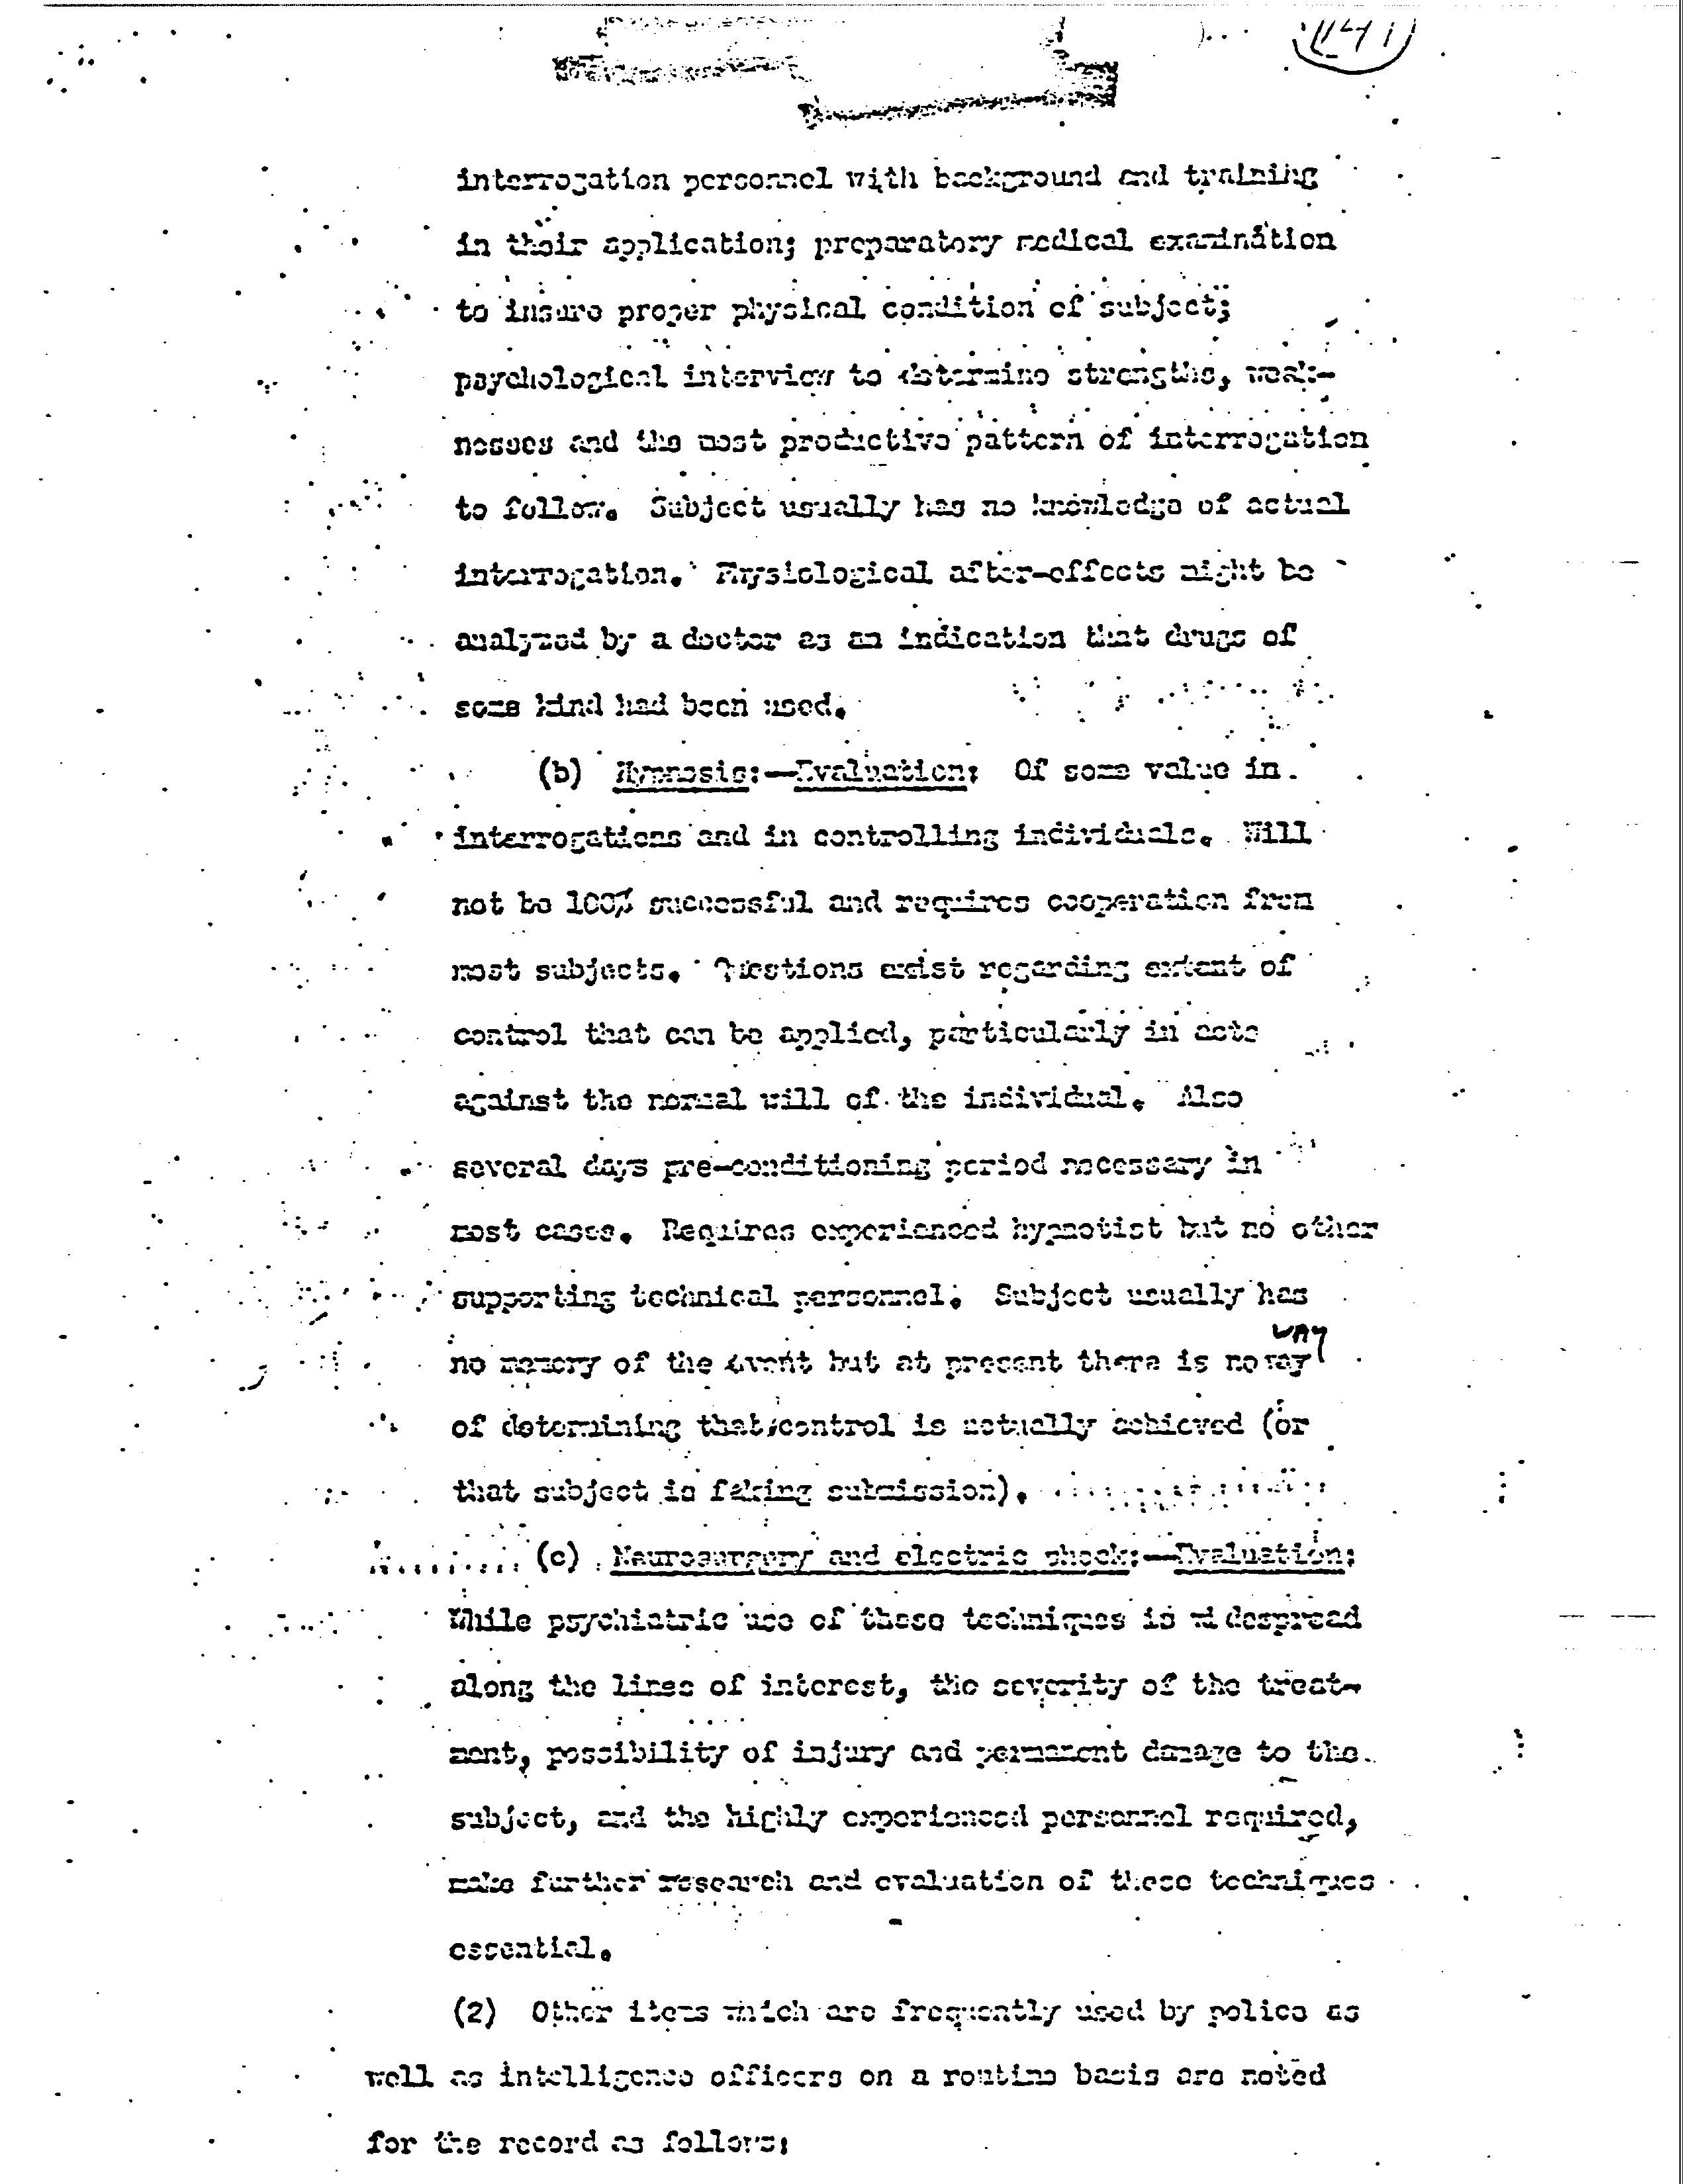 141
interrogation personnel with background and training
in their application; preparatory medical examination
to insure proper physical condition of subject;
psychological interview to determine strengths, weak-
nesses and the most productive pattern of interrogation
to follow. Subject usually has no knowledge of actual
interrogation. Physiological after-effects might be
analyzed by a doctor as an indication that drugs of
some kind had been used.
(b) Hypnosis:—Evaluation: Of some value in
interrogations and in controlling individuals. Will
not be 100% successful and requires cooperation from
most subjects. Questions exist regarding extent of
control that can be applied, particularly in acts
against the normal will of the individual. Also
several days pre-conditioning period necessary in
most cases. Requires experienced hypnotist but no other
supporting technical personnel. Subject usually has
WAY
no memory of the event but at present there is no way
of determining that control is actually achieved (or
that subject is faking submission).
(c) Neurosurgery and electric shock:—Evaluation:
While psychiatric use of these techniques is widespread
along the lines of interest, the severity of the treat-
ment, possibility of injury and permanent damage to the
subject, and the highly experienced personnel required,
make further research and evaluation of these techniques
essential.
(2) Other items which are frequently used by police as
well as intelligence officers on a routine basis are noted
for the record as follows: